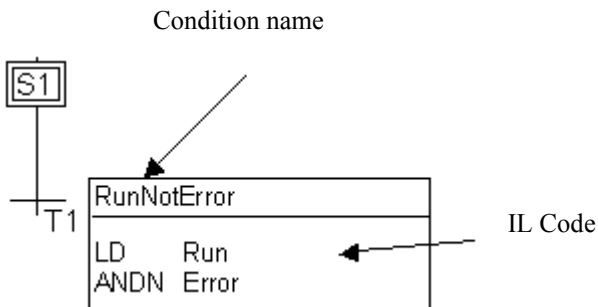 Condition name
S1
RunNotError
T1
IL Code
LD Run
ANDN Error